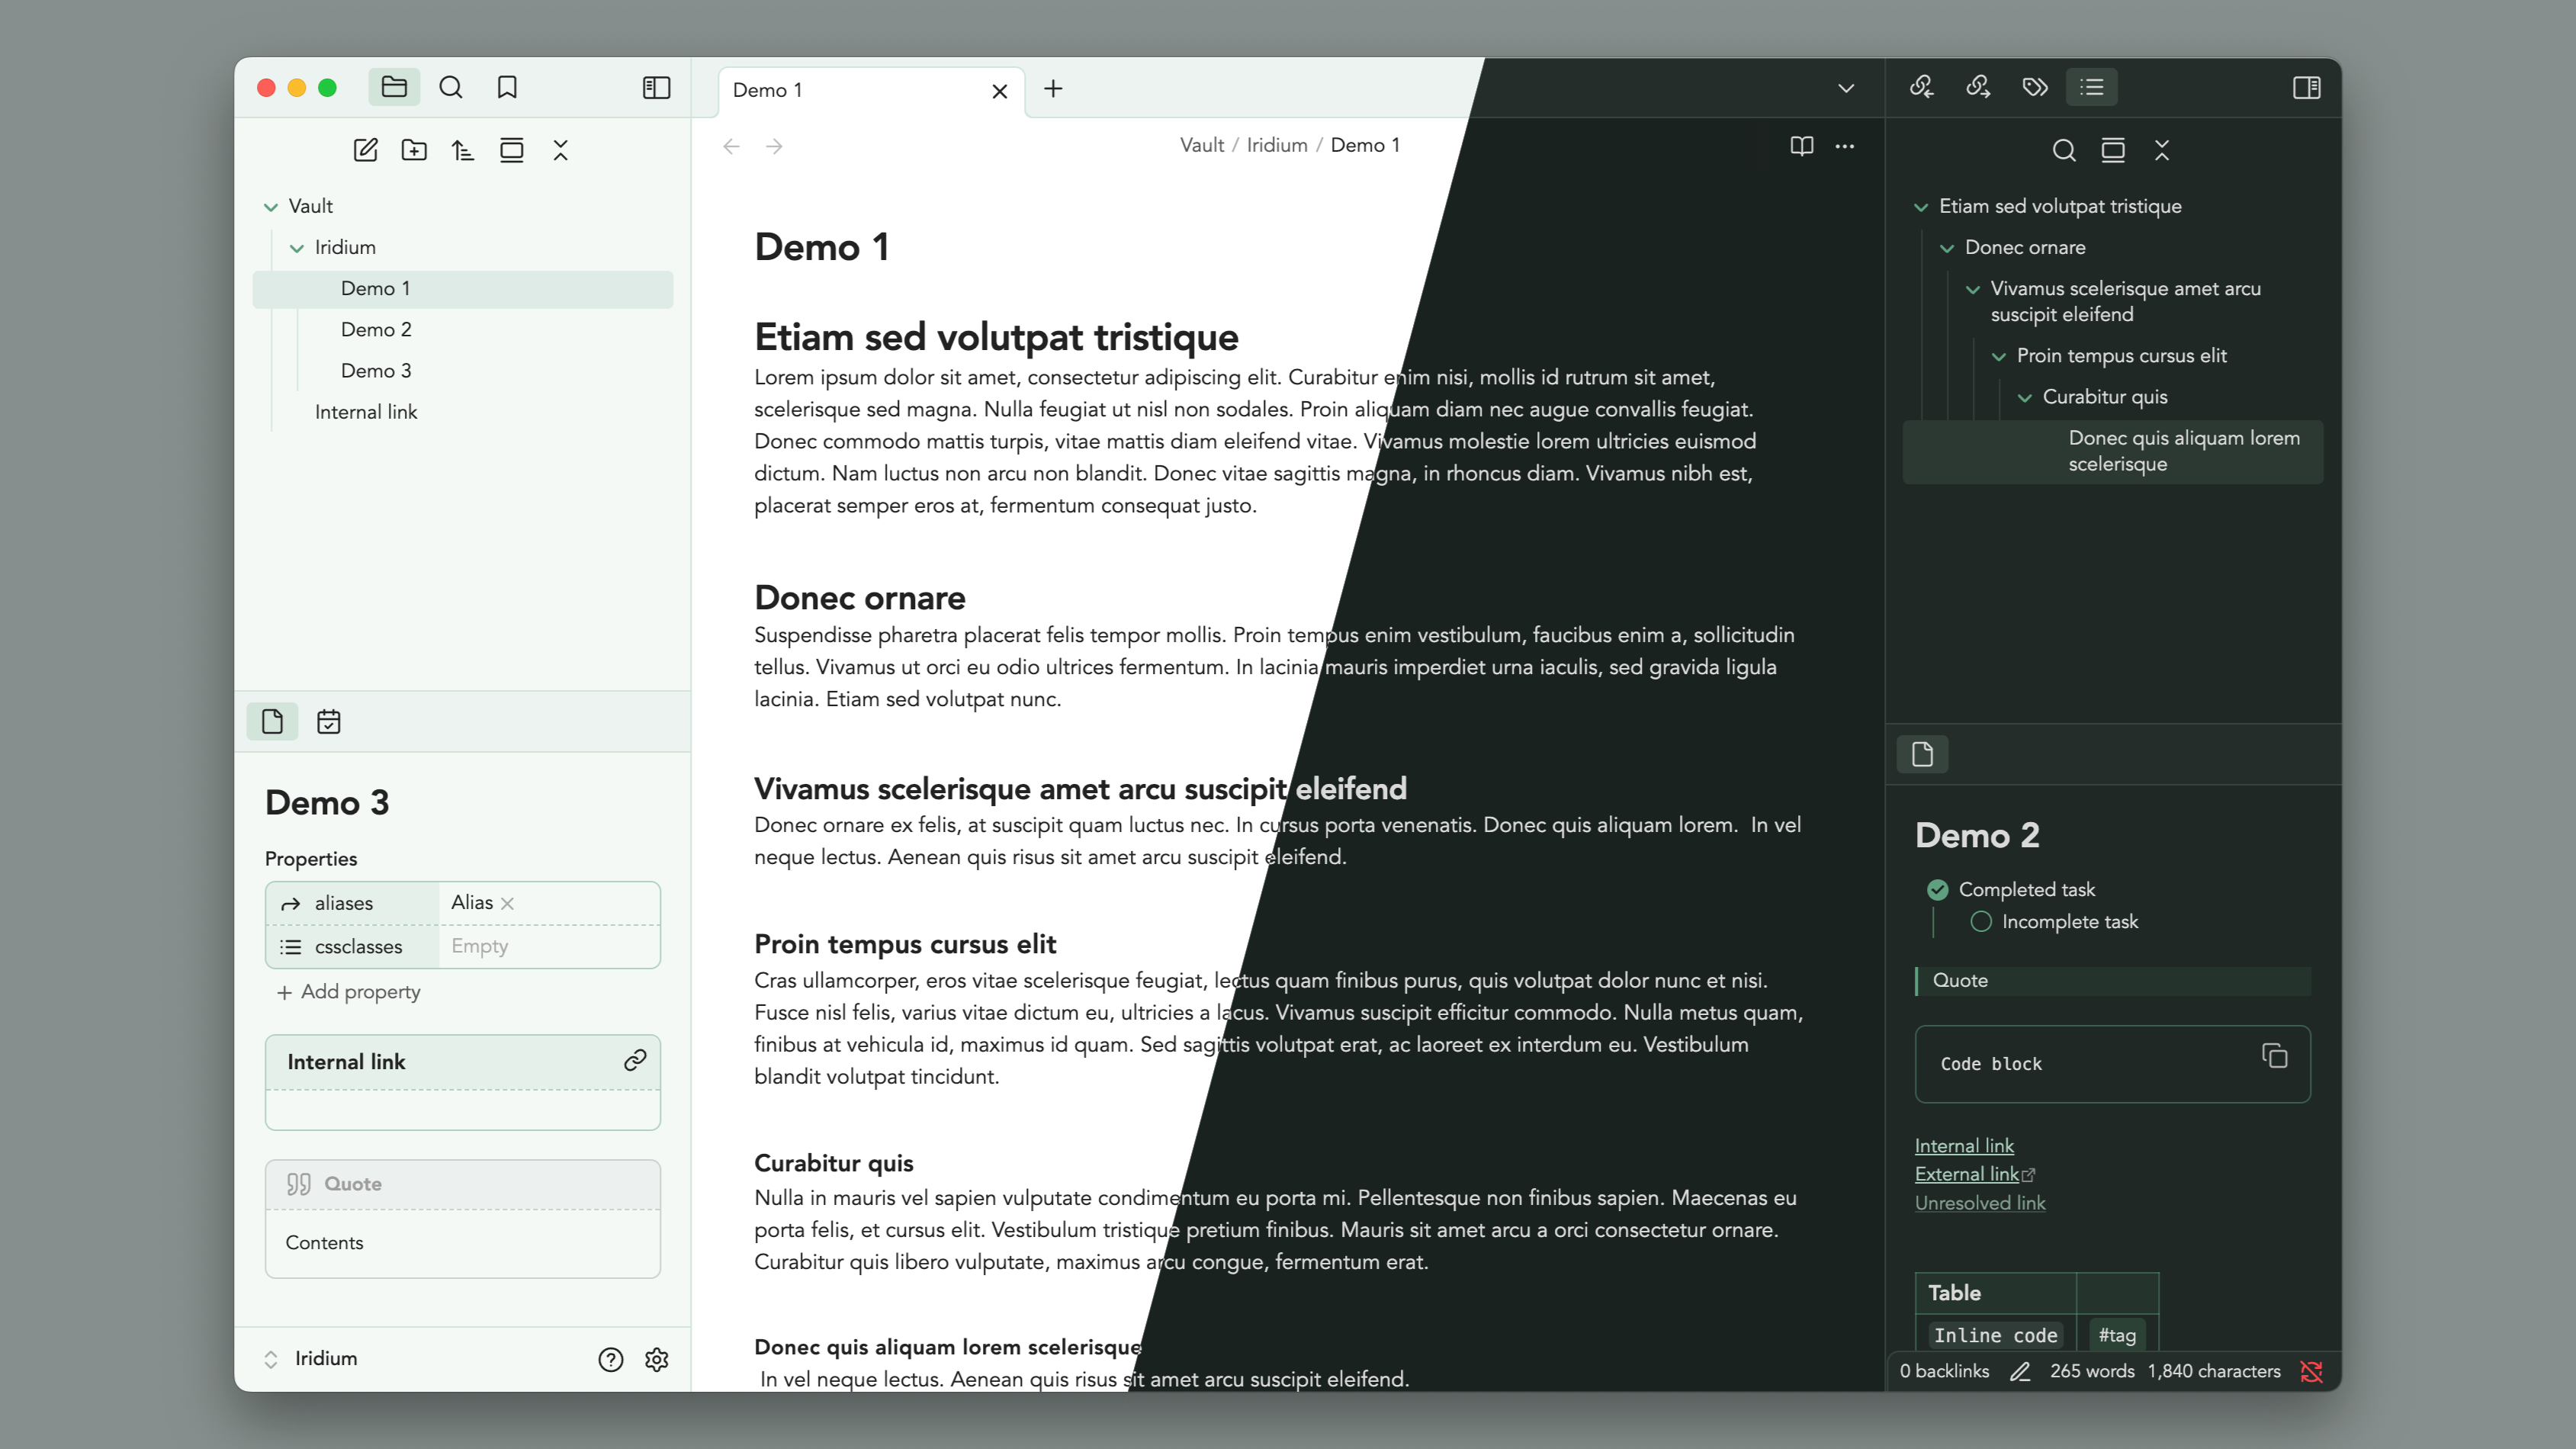 Demo 1
Vault / Iridium / Demo 1
Vault
Iridium
Demo 1
Demo 2
Demo 3
Internal link
Demo 3
Properties
aliases Alias
cssclasses Empty
Add property
Internal link
Quote
Contents
Iridium
Demo 1
Etiam sed volutpat tristique
Lorem ipsum dolor sit amet, consectetur adipiscing elit. Curabitur enim nisi, mollis id rutrum sit amet,
scelerisque sed magna. Nulla feugiat ut nisl non sodales. Proin aliquam diam nec augue convallis feugiat.
Donec commodo mattis turpis, vitae mattis diam eleifend vitae. Vivamus molestie lorem ultricies euismod
dictum. Nam luctus non arcu non blandit. Donec vitae sagittis magna, in rhoncus diam. Vivamus nibh est,
placerat semper eros at, fermentum consequat justo.
Donec ornare
Suspendisse pharetra placerat felis tempor mollis. Proin tempus enim vestibulum, faucibus enim a, sollicitudin
tellus. Vivamus ut orci eu odio ultrices fermentum. In lacinia mauris imperdiet urna iaculis, sed gravida ligula
lacinia. Etiam sed volutpat nunc.
Vivamus scelerisque amet arcu suscipit eleifend
Donec ornare ex felis, at suscipit quam luctus nec. In cursus porta venenatis. Donec quis aliquam lorem.  In vel
neque lectus. Aenean quis risus sit amet arcu suscipit eleifend.
Proin tempus cursus elit
Cras ullamcorper, eros vitae scelerisque feugiat, lectus quam finibus purus, quis volutpat dolor nunc et nisi.
Fusce nisl felis, varius vitae dictum eu, ultricies a lacus. Vivamus suscipit efficitur commodo. Nulla metus quam,
finibus at vehicula id, maximus id quam. Sed sagittis volutpat erat, ac laoreet ex interdum eu. Vestibulum
blandit volutpat tincidunt.
Curabitur quis
Nulla in mauris vel sapien vulputate condimentum eu porta mi. Pellentesque non finibus sapien. Maecenas eu
porta felis, et cursus elit. Vestibulum tristique pretium finibus. Mauris sit amet arcu a orci consectetur ornare.
Curabitur quis libero vulputate, maximus arcu congue, fermentum erat.
Donec quis aliquam lorem scelerisque
In vel neque lectus. Aenean quis risus sit amet arcu suscipit eleifend.
Etiam sed volutpat tristique
Donec ornare
Vivamus scelerisque amet arcu
suscipit eleifend
Proin tempus cursus elit
Curabitur quis
Donec quis aliquam lorem
scelerisque
Demo 2
Completed task
Incomplete task
Quote
Code block
Internal link
External link
Unresolved link
Table
Inline code #tag
0 backlinks 265 words 1,840 characters